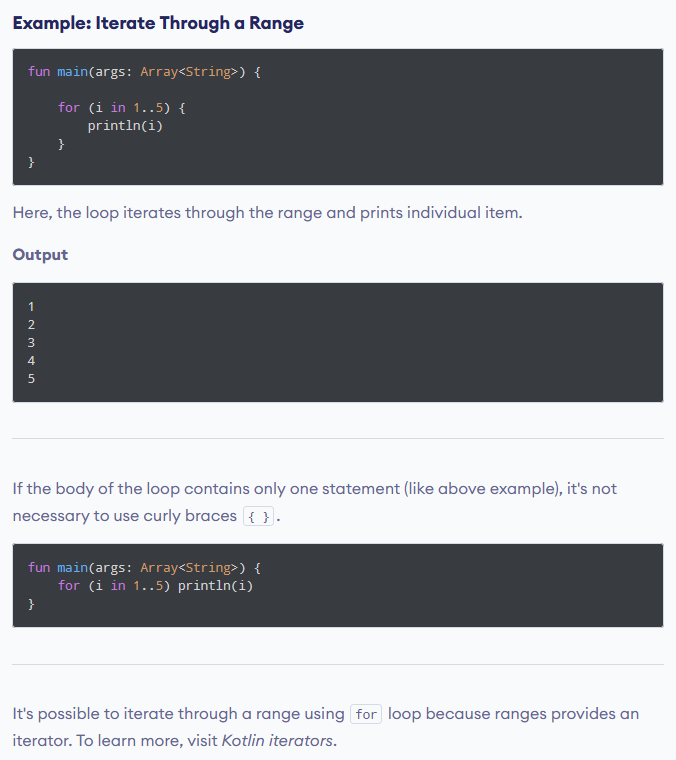 Example: Iterate Through a Range
fun main(args: Array<String>) {
    for (i in 1..5) {
        println(i)
    }
}
Here, the loop iterates through the range and prints individual item.
Output
1
2
3
4
5
If the body of the loop contains only one statement (like above example), it's not
necessary to use curly braces { } .
fun main(args: Array<String>) {
    for (i in 1..5) println(i)
}
It's possible to iterate through a range using for loop because ranges provides an
iterator. To learn more, visit Kotlin iterators.